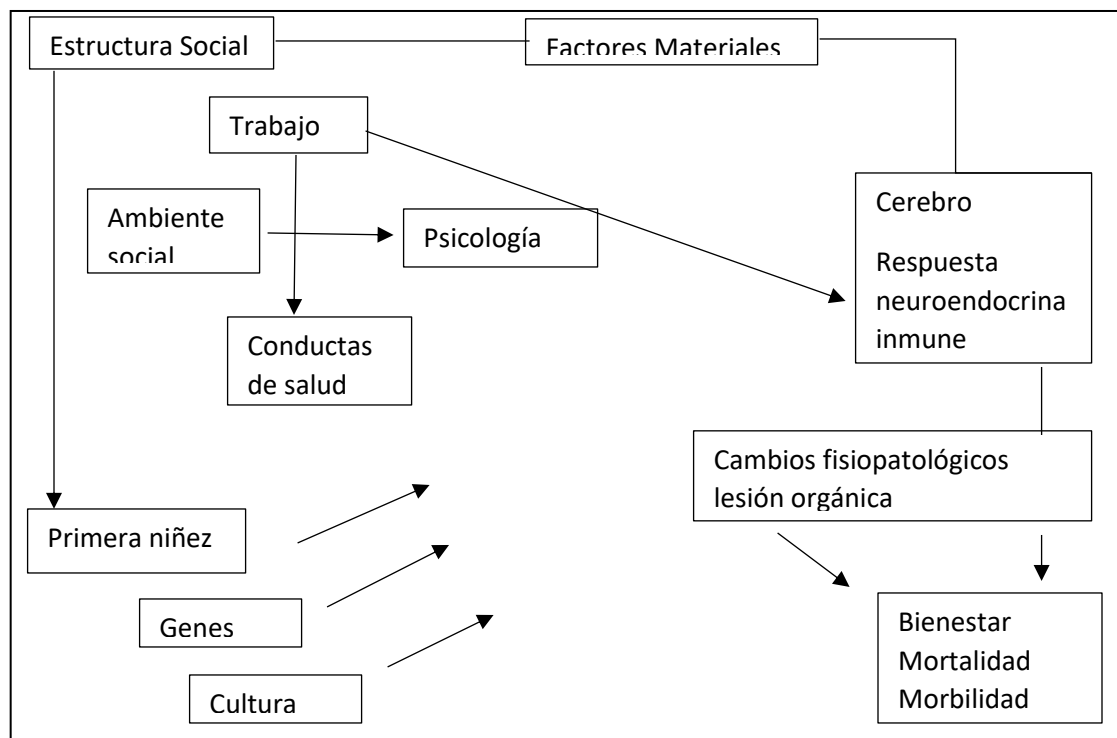 Estructura Social
Factores Materiales
Trabajo
Ambiente
social
Psicología
Cerebro
Respuesta
neuroendocrina
inmune
Conductas
de salud
Cambios fisiopatológicos
lesión orgánica
Primera niñez
Genes
Cultura
Bienestar
Mortalidad
Morbilidad